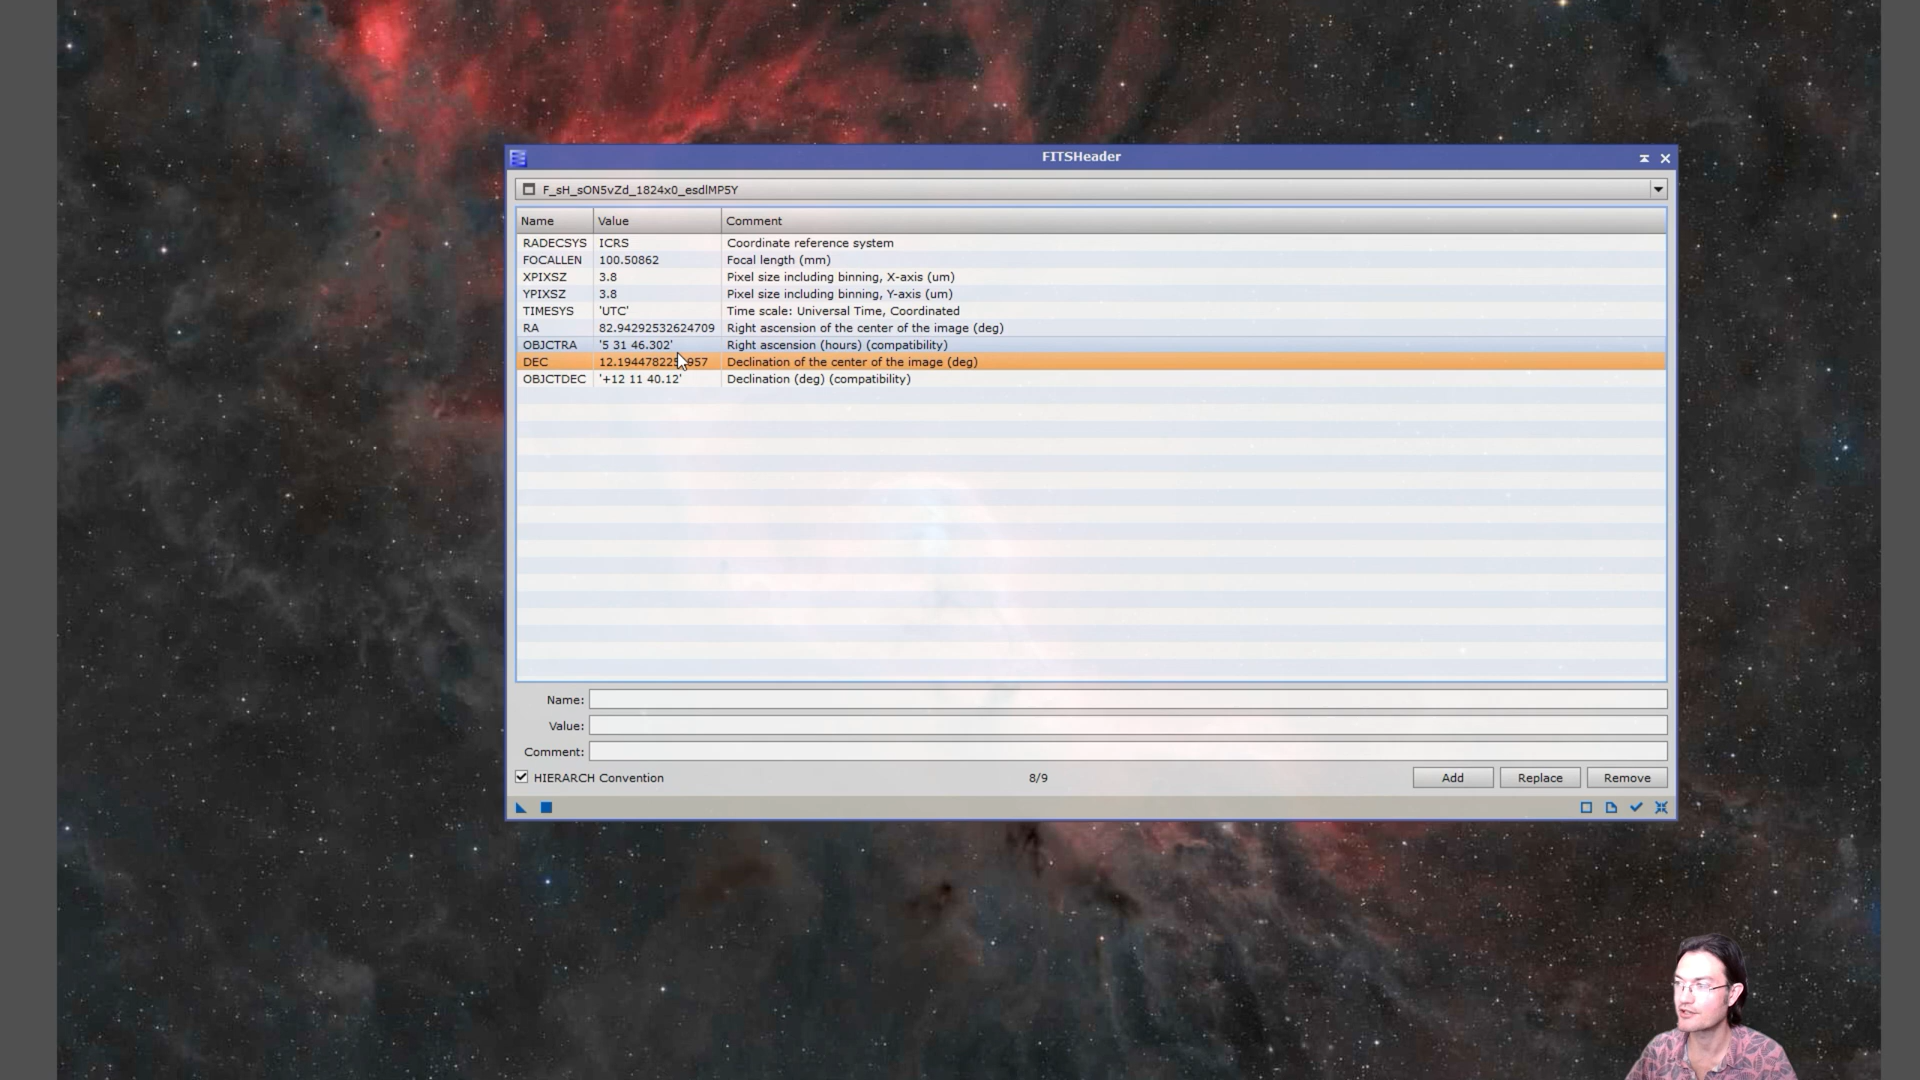 FITSHeader
F_sH_sON5vZd_1824x0_esdlMP5Y
Name Value Comment
RADECSYS ICRS Coordinate reference system
FOCALLEN 100.50862 Focal length (mm)
XPIXSZ 3.8 Pixel size including binning, X-axis (um)
YPIXSZ 3.8 Pixel size including binning, Y-axis (um)
TIMESYS 'UTC' Time scale: Universal Time, Coordinated
RA 82.94292532624709 Right ascension of the center of the image (deg)
OBJCTRA '5 31 46.302' Right ascension (hours) (compatibility)
DEC Declination of the center of the image (deg)
OBJCTDEC '+12 11 40.12' Declination (deg) (compatibility)
Name:
Value:
Comment:
HIERARCH Convention 8/9 Add Replace Remove